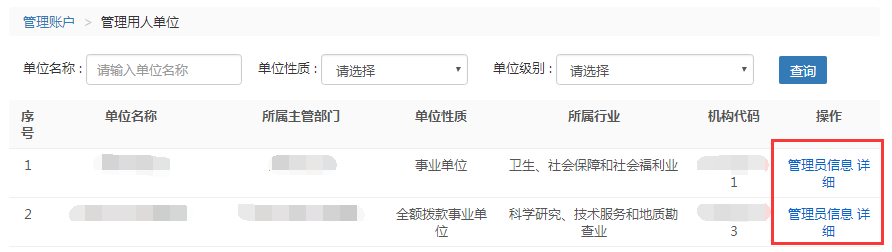 管理账户 > 管理用人单位
单位名称： 请输入单位名称 单位性质： 请选择 单位级别： 请选择 查询
序号 单位名称 所属主管部门 单位性质 所属行业 机构代码 操作
1 事业单位 卫生、社会保障和社会福利业 1 管理员信息 详细
2 全额拨款事业单位 科学研究、技术服务和地质勘查业 3 管理员信息 详细